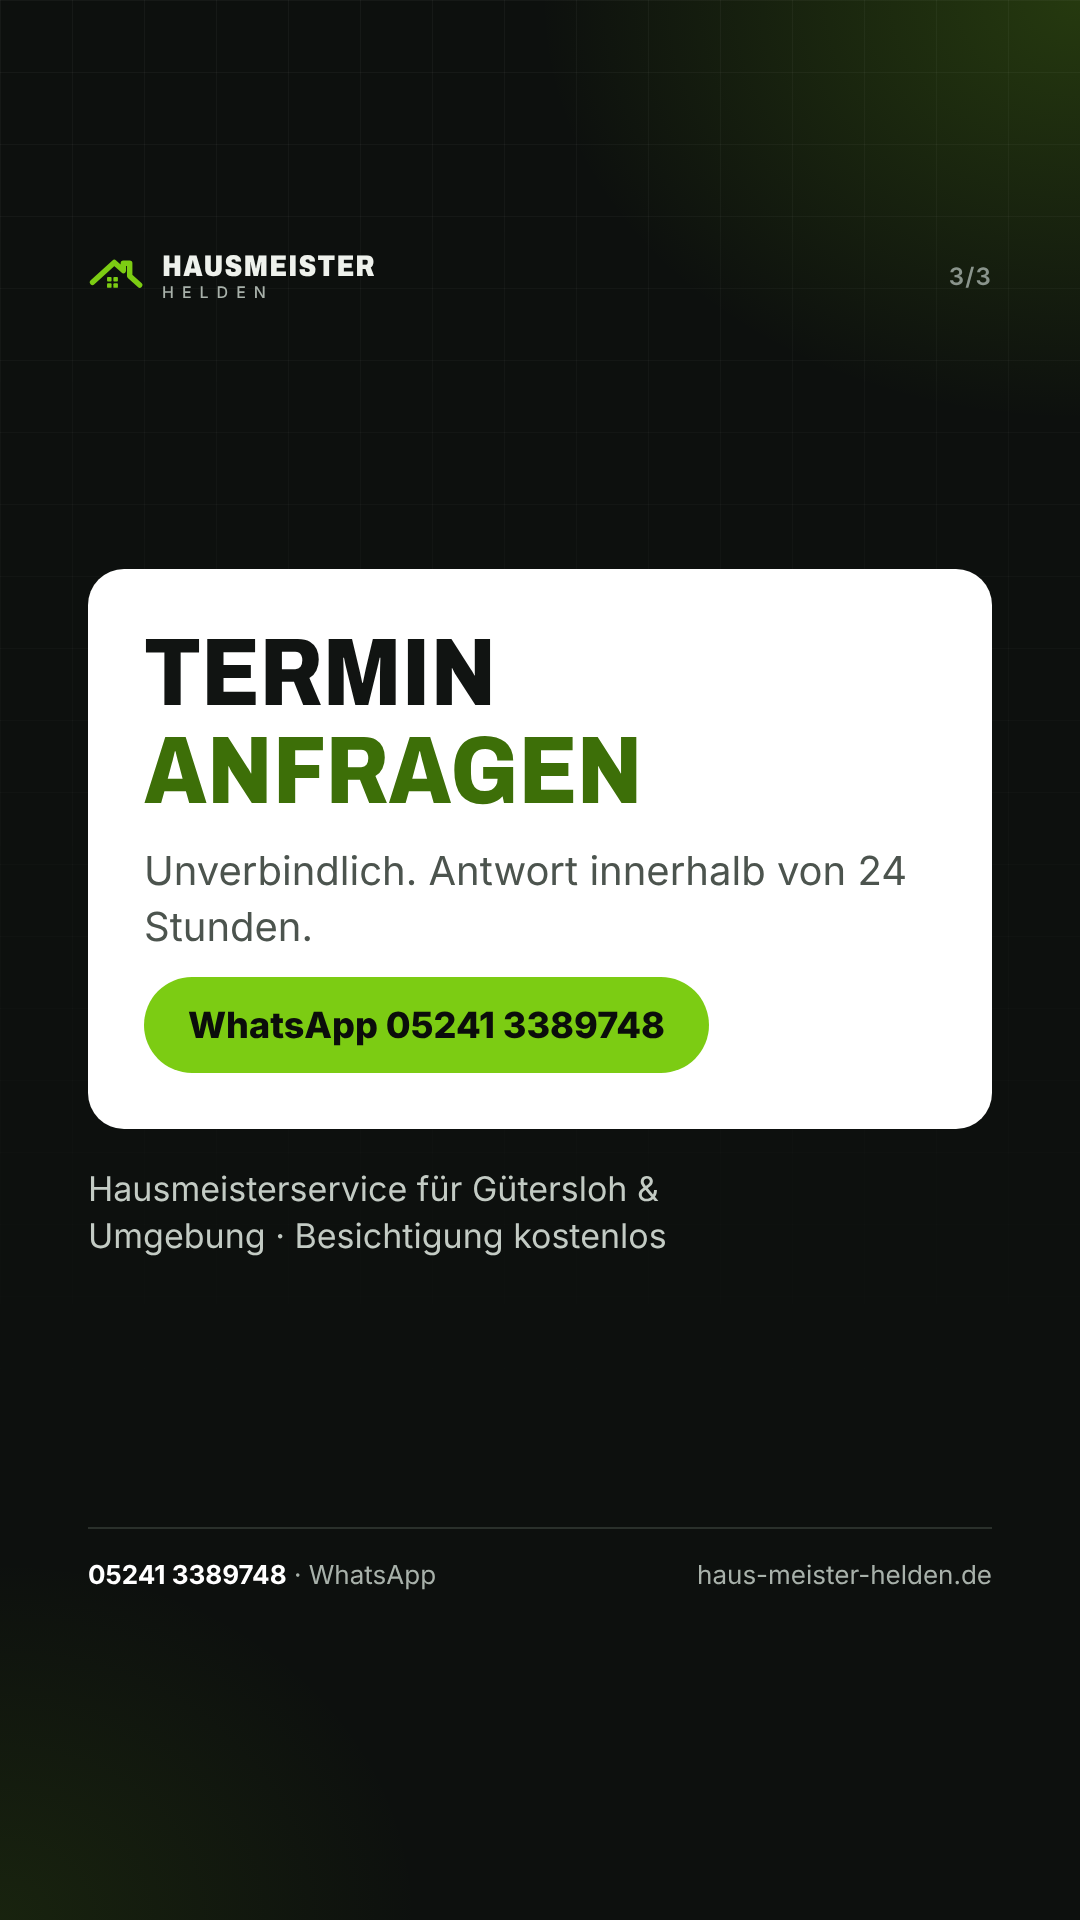 HAUSMEISTER
HELDEN
3/3
TERMIN
ANFRAGEN
Unverbindlich. Antwort innerhalb von 24
Stunden.
WhatsApp 05241 3389748
Hausmeisterservice für Gütersloh &
Umgebung · Besichtigung kostenlos
05241 3389748 · WhatsApp
haus-meister-helden.de